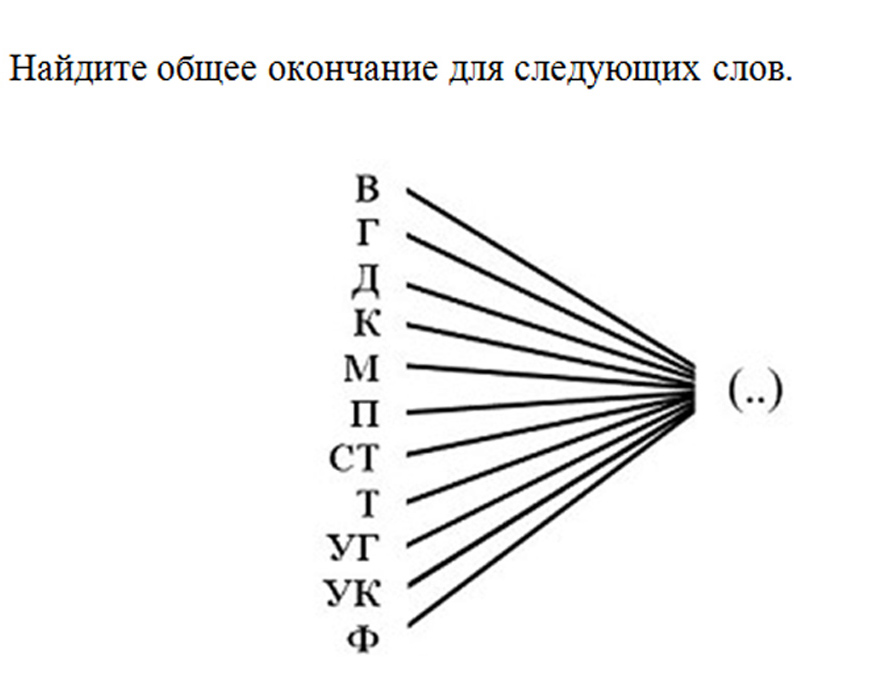 Найдите общее окончание для следующих слов.
В
Г
Д
К
М
П
(..)
СТ
Т
УГ
УК
Ф